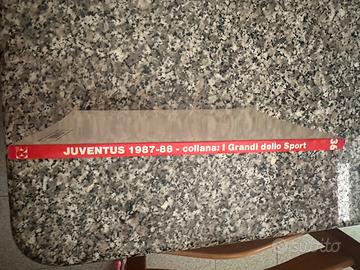 JUVENTUS 1987-88 - collana: I Grandi dello Sport
36
subito